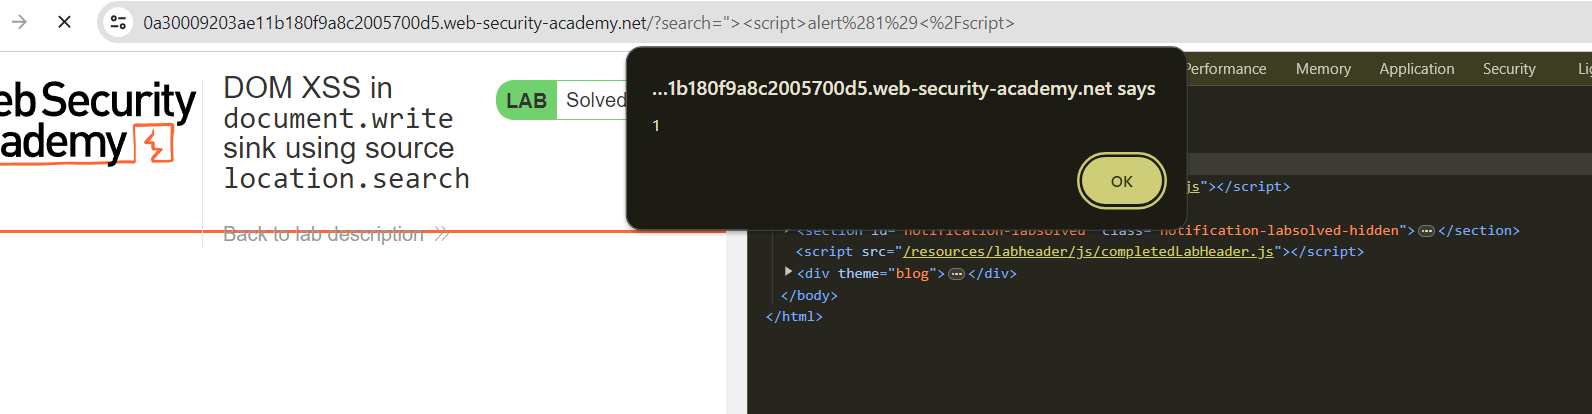 0a30009203ae11b180f9a8c2005700d5.web-security-academy.net/?search="><script>alert%281%29<%2Fscript>
Performance Memory Application Security
eb Security
ademy
DOM XSS in
document.write
sink using source
location.search
LAB Solved
Back to lab description
...1b180f9a8c2005700d5.web-security-academy.net says
1
OK
js"></script>
<section id="notification-labsolved" class="notification-labsolved-hidden">…</section>
<script src="/resources/labheader/js/completedLabHeader.js"></script>
<div theme="blog">…</div>
</body>
</html>